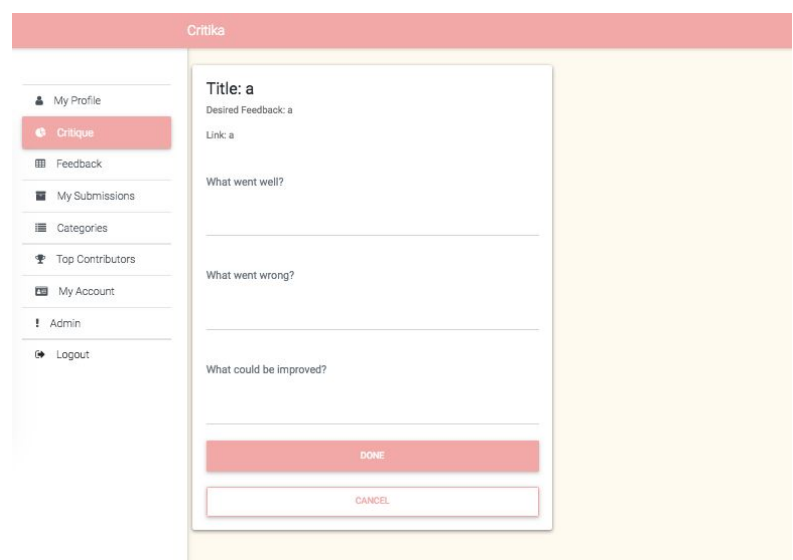 Critika
My Profile
Critique
Feedback
My Submissions
Categories
Top Contributors
My Account
Admin
Logout
Title: a
Desired Feedback: a
Link: a
What went well?
What went wrong?
What could be improved?
DONE
CANCEL